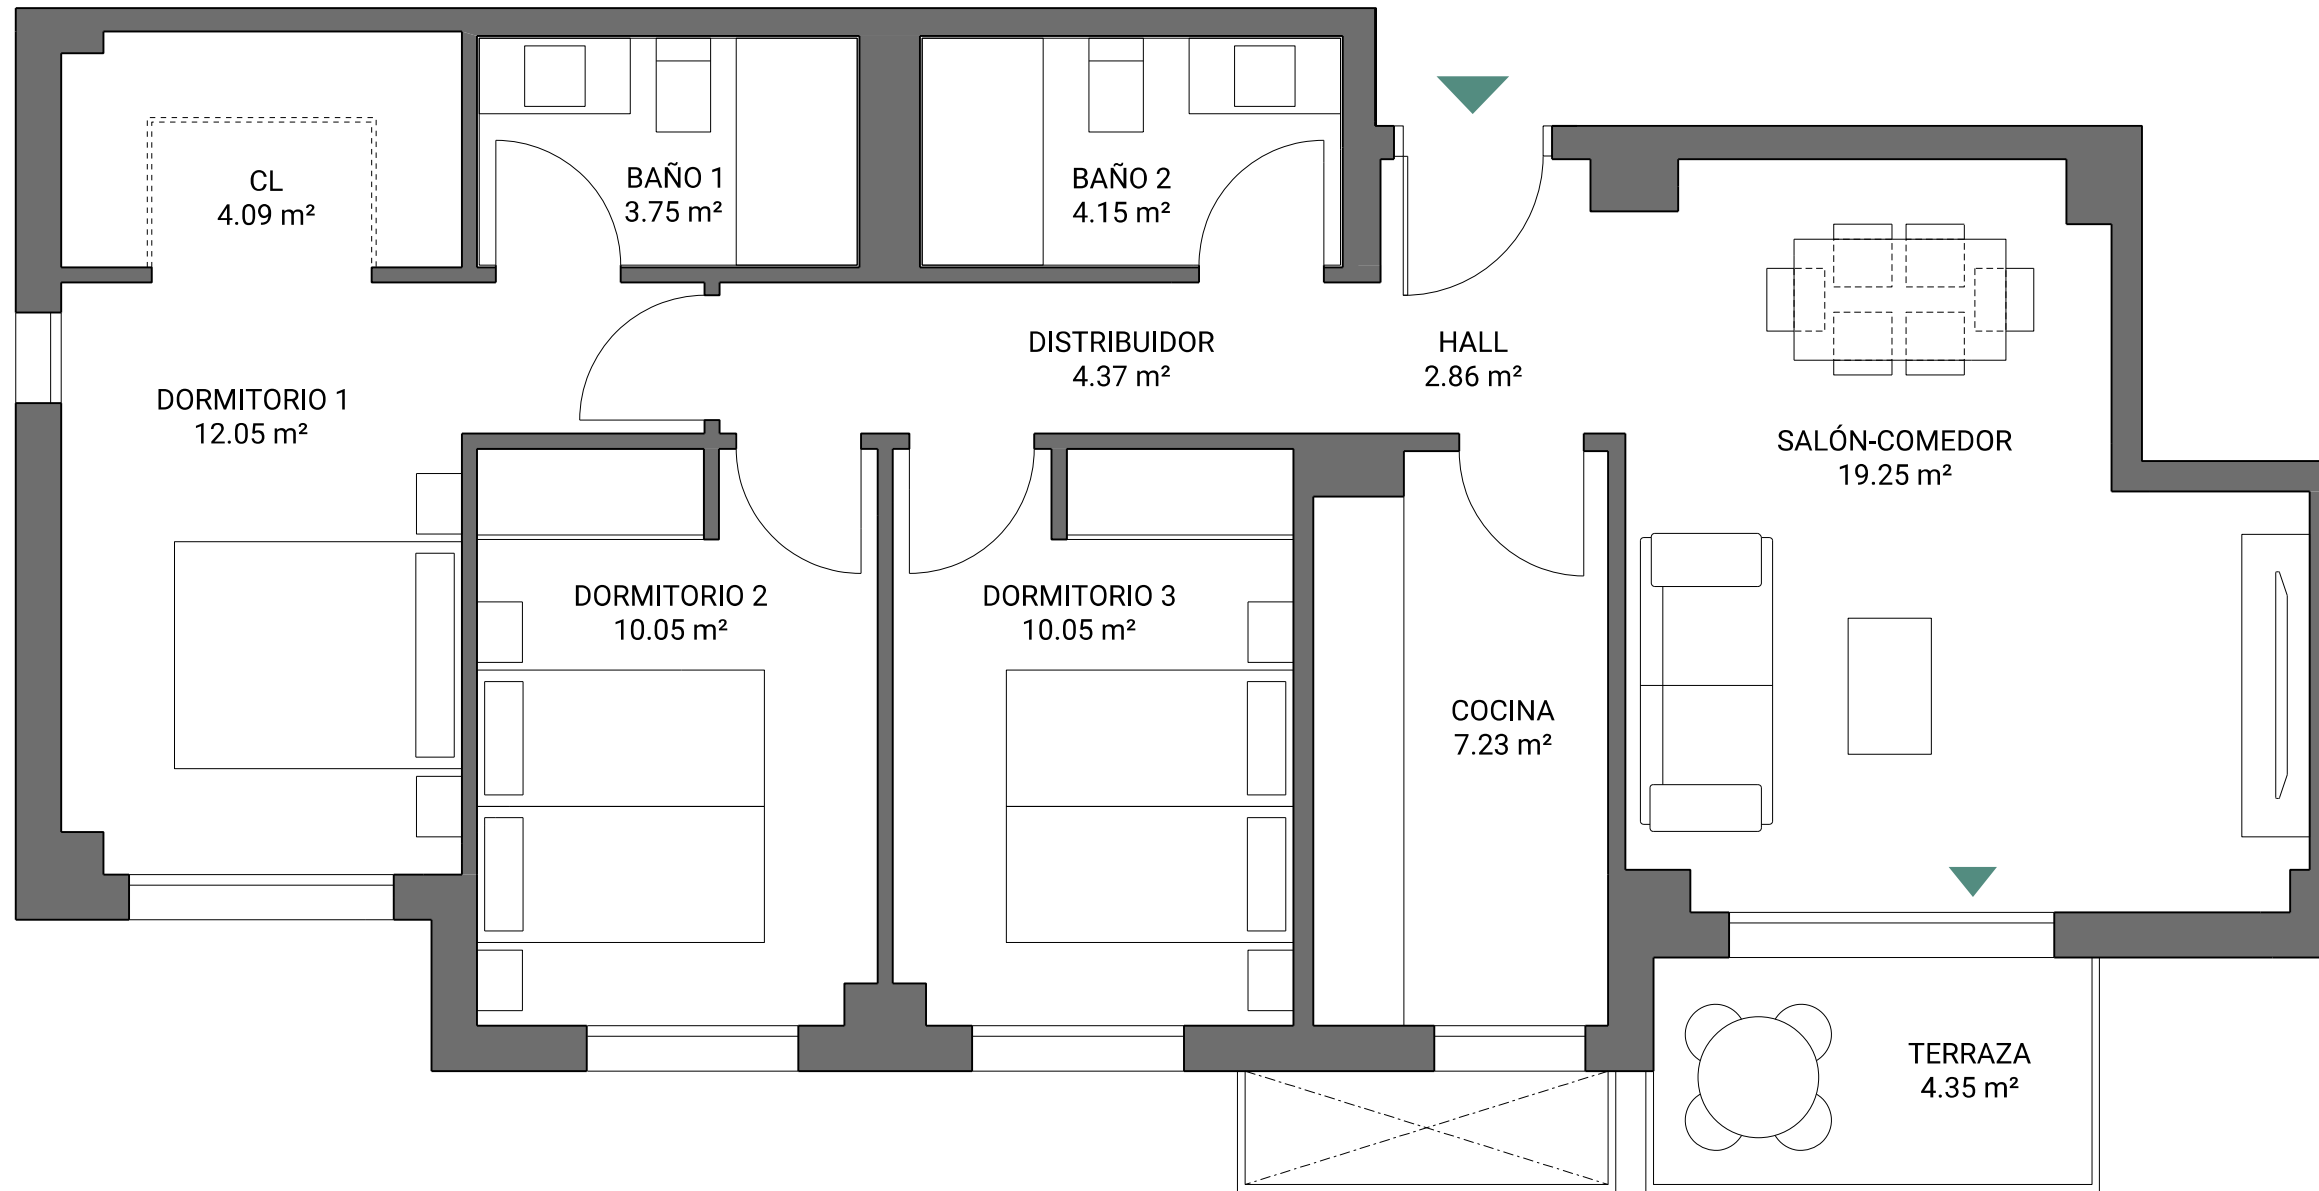 CL
4.09 m²
BAÑO 1
3.75 m²
BAÑO 2
4.15 m²
DORMITORIO 1
12.05 m²
DISTRIBUIDOR
4.37 m²
HALL
2.86 m²
SALÓN-COMEDOR
19.25 m²
DORMITORIO 2
10.05 m²
DORMITORIO 3
10.05 m²
COCINA
7.23 m²
TERRAZA
4.35 m²